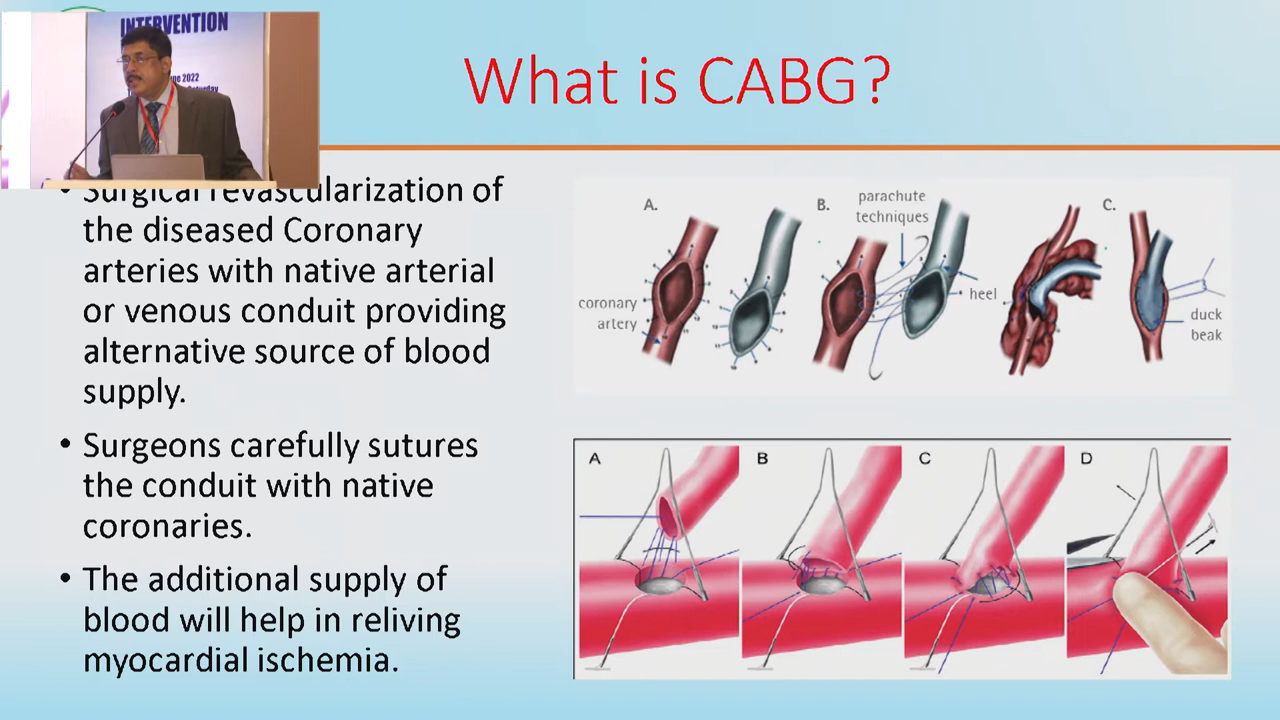 INTERVENTION
ne 2022
What is CABG?
• Surgical revascularization of
the diseased Coronary
arteries with native arterial
or venous conduit providing
alternative source of blood
supply.
• Surgeons carefully sutures
the conduit with native
coronaries.
• The additional supply of
blood will help in reliving
myocardial ischemia.
A.
B.
parachute
techniques
C.
coronary
artery
heel
duck
beak
A
B
C
D